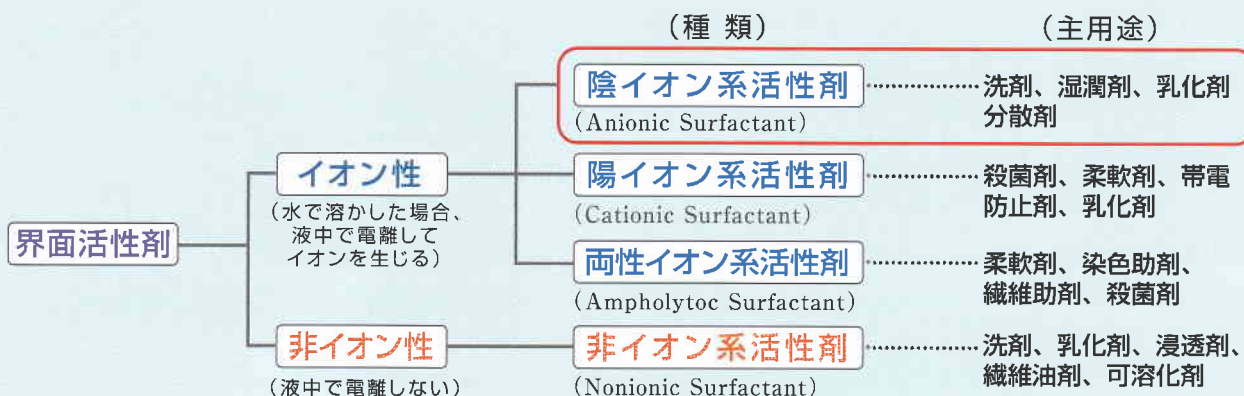 （種 類）
（主用途）
陰イオン系活性剤
(Anionic Surfactant)
洗剤、湿潤剤、乳化剤
分散剤
イオン性
（水で溶かした場合、
液中で電離して
イオンを生じる）
陽イオン系活性剤
(Cationic Surfactant)
殺菌剤、柔軟剤、帯電
防止剤、乳化剤
界面活性剤
両性イオン系活性剤
(Ampholytoc Surfactant)
柔軟剤、染色助剤、
繊維助剤、殺菌剤
非イオン性
（液中で電離しない）
非イオン系活性剤
(Nonionic Surfactant)
洗剤、乳化剤、浸透剤、
繊維油剤、可溶化剤